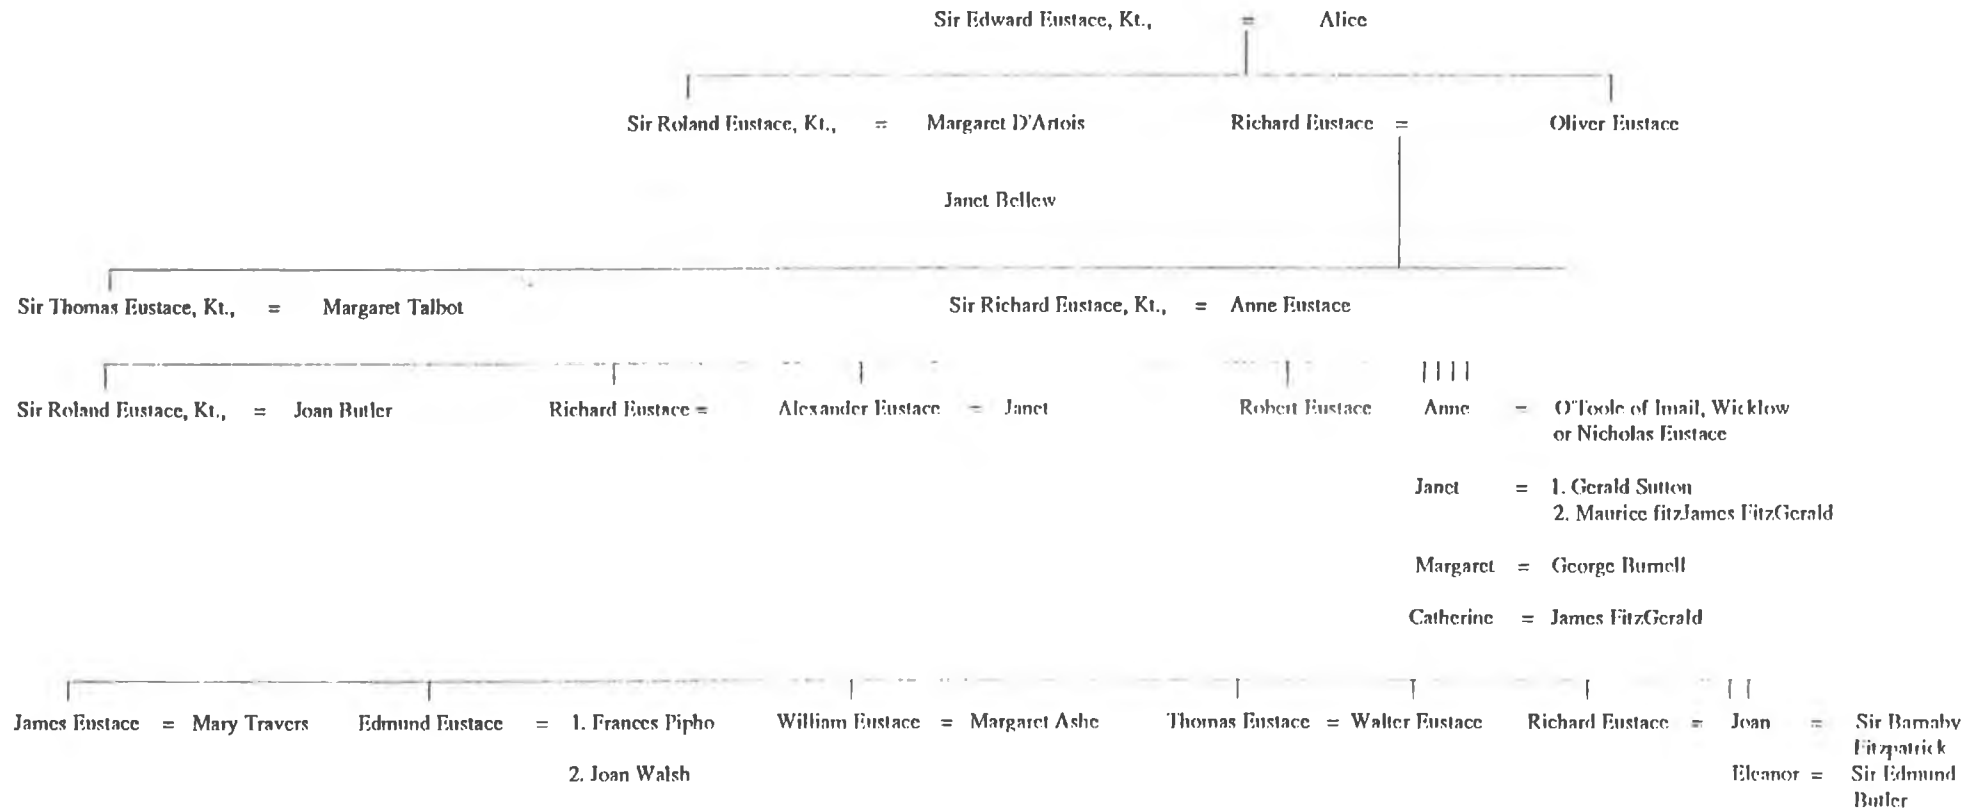 Sir Edward Eustace, Kt., = Alice
Sir Roland Eustace, Kt., = Margaret D'Artois Richard Eustace = Oliver Eustace
Janet Bellew
Sir Thomas Eustace, Kt., = Margaret Talbot Sir Richard Eustace, Kt., = Anne Eustace
Sir Roland Eustace, Kt., = Joan Butler Richard Eustace = Alexander Eustace = Janet Robert Eustace Anne = O'Toole of Imail, Wicklow
or Nicholas Eustace
Janet = 1. Gerald Sutton
2. Maurice fitzJames FitzGerald
Margaret = George Burnell
Catherine = James FitzGerald
James Eustace = Mary Travers Edmund Eustace = 1. Frances Pipho William Eustace = Margaret Ashe Thomas Eustace = Walter Eustace Richard Eustace = Joan = Sir Barnaby
Fitzpatrick
2. Joan Walsh Eleanor = Sir Edmund
Butler